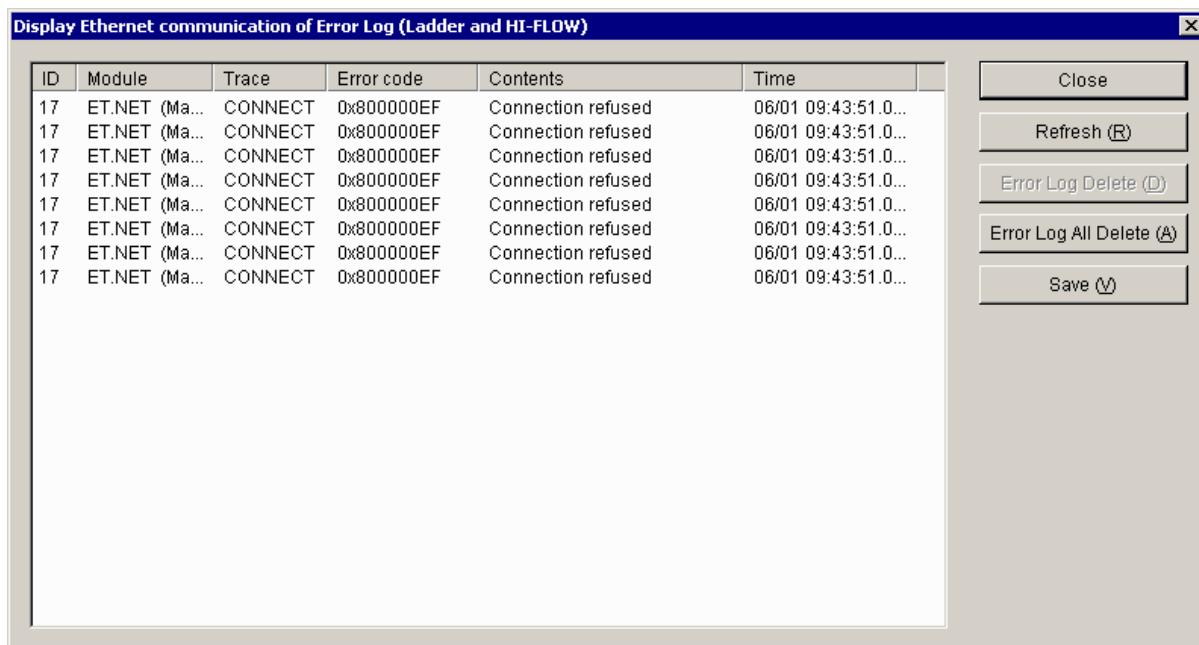 Display Ethernet communication of Error Log (Ladder and HI-FLOW)
ID Module Trace Error code Contents Time
17 ET.NET (Ma... CONNECT 0x800000EF Connection refused 06/01 09:43:51.0...
17 ET.NET (Ma... CONNECT 0x800000EF Connection refused 06/01 09:43:51.0...
17 ET.NET (Ma... CONNECT 0x800000EF Connection refused 06/01 09:43:51.0...
17 ET.NET (Ma... CONNECT 0x800000EF Connection refused 06/01 09:43:51.0...
17 ET.NET (Ma... CONNECT 0x800000EF Connection refused 06/01 09:43:51.0...
17 ET.NET (Ma... CONNECT 0x800000EF Connection refused 06/01 09:43:51.0...
17 ET.NET (Ma... CONNECT 0x800000EF Connection refused 06/01 09:43:51.0...
17 ET.NET (Ma... CONNECT 0x800000EF Connection refused 06/01 09:43:51.0...
Close
Refresh (R)
Error Log Delete (D)
Error Log All Delete (A)
Save (V)